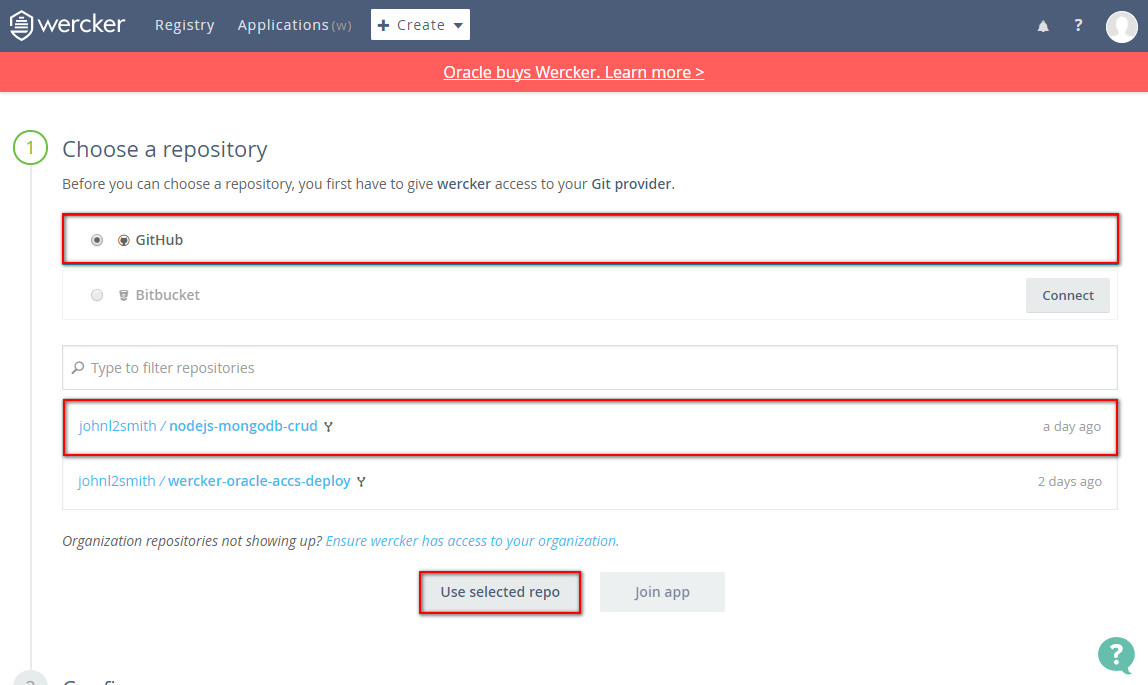 wercker Registry Applications(w) + Create ?
Oracle buys Wercker. Learn more >
1 Choose a repository
Before you can choose a repository, you first have to give wercker access to your Git provider.
GitHub
Bitbucket Connect
Type to filter repositories
johnl2smith / nodejs-mongodb-crud a day ago
johnl2smith / wercker-oracle-accs-deploy 2 days ago
Organization repositories not showing up? Ensure wercker has access to your organization.
Use selected repo Join app
?